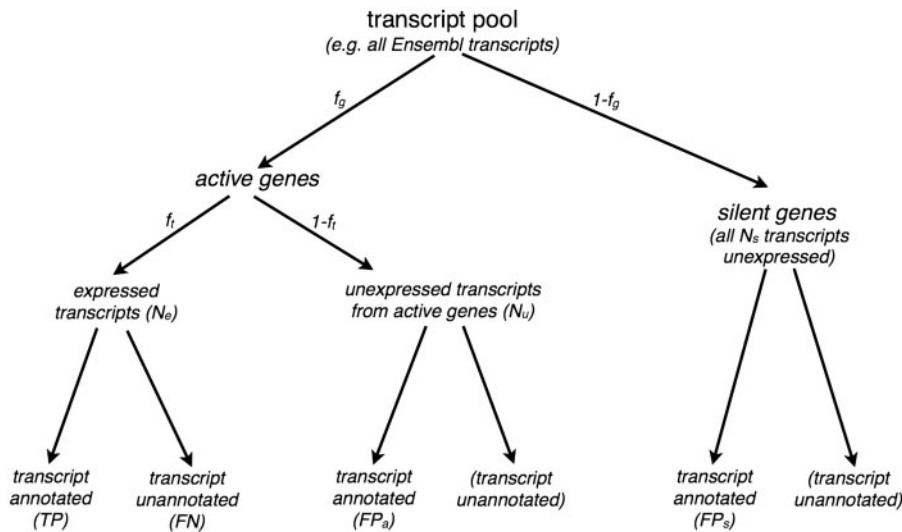 transcript pool
(e.g. all Ensembl transcripts)
f_g
1-f_g
active genes
silent genes
(all N_s transcripts
unexpressed)
f_t
1-f_t
expressed
transcripts (N_e)
unexpressed transcripts
from active genes (N_u)
transcript
annotated
(TP)
transcript
unannotated
(FN)
transcript
annotated
(FP_a)
(transcript
unannotated)
transcript
annotated
(FP_s)
(transcript
unannotated)